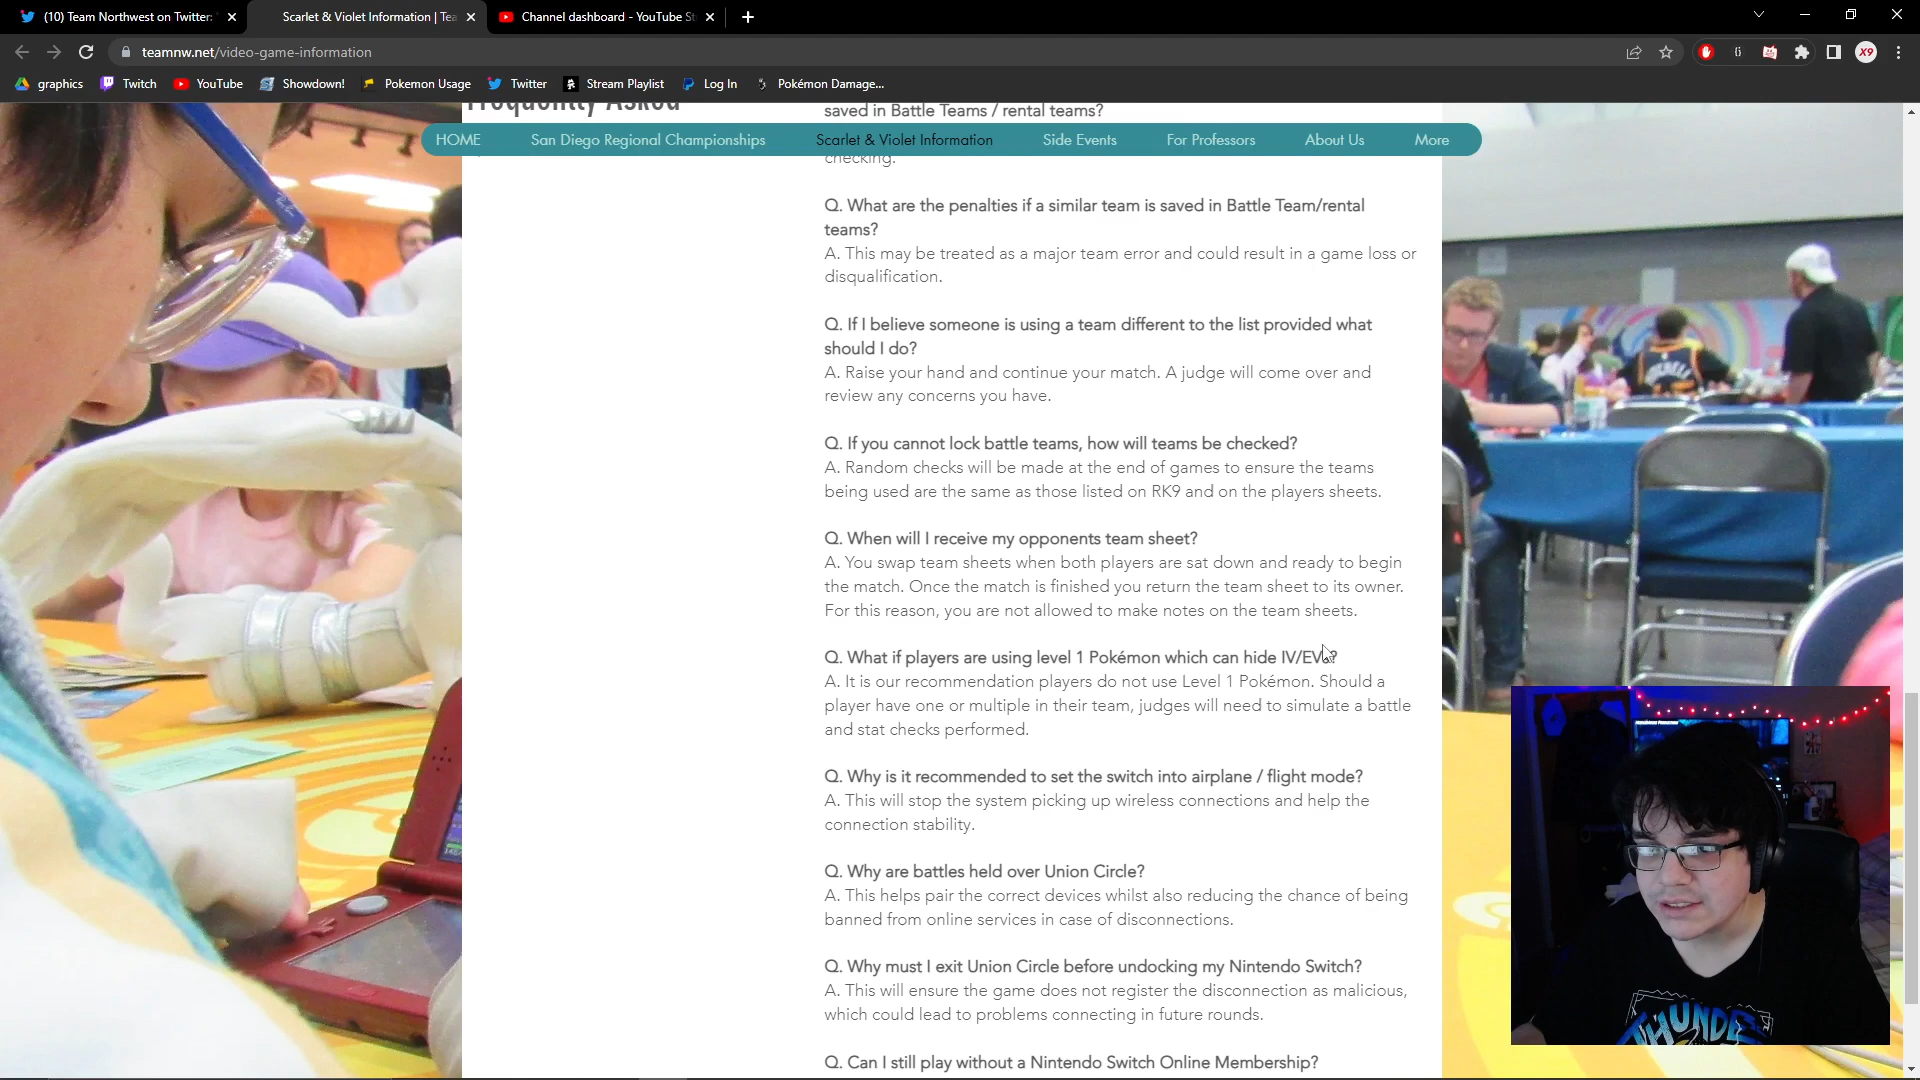 (10) Team Northwest on Twitter:
Scarlet & Violet Information | Tea
Channel dashboard - YouTube St
teamnw.net/video-game-information
X9
graphics
Twitch
YouTube
Showdown!
Pokemon Usage
Twitter
Stream Playlist
Log In
Pokémon Damage...
Frequently Asked
saved in Battle Teams / rental teams?
HOME
San Diego Regional Championships
Scarlet & Violet Information
Side Events
For Professors
About Us
More
checking.
Q. What are the penalties if a similar team is saved in Battle Team/rental
teams?
A. This may be treated as a major team error and could result in a game loss or
disqualification.
Q. If I believe someone is using a team different to the list provided what
should I do?
A. Raise your hand and continue your match. A judge will come over and
review any concerns you have.
Q. If you cannot lock battle teams, how will teams be checked?
A. Random checks will be made at the end of games to ensure the teams
being used are the same as those listed on RK9 and on the players sheets.
Q. When will I receive my opponents team sheet?
A. You swap team sheets when both players are sat down and ready to begin
the match. Once the match is finished you return the team sheet to its owner.
For this reason, you are not allowed to make notes on the team sheets.
Q. What if players are using level 1 Pokémon which can hide IV/EVs?
A. It is our recommendation players do not use Level 1 Pokémon. Should a
player have one or multiple in their team, judges will need to simulate a battle
and stat checks performed.
Q. Why is it recommended to set the switch into airplane / flight mode?
A. This will stop the system picking up wireless connections and help the
connection stability.
Q. Why are battles held over Union Circle?
A. This helps pair the correct devices whilst also reducing the chance of being
banned from online services in case of disconnections.
Q. Why must I exit Union Circle before undocking my Nintendo Switch?
A. This will ensure the game does not register the disconnection as malicious,
which could lead to problems connecting in future rounds.
Q. Can I still play without a Nintendo Switch Online Membership?
Ray-Ban
THUNDE